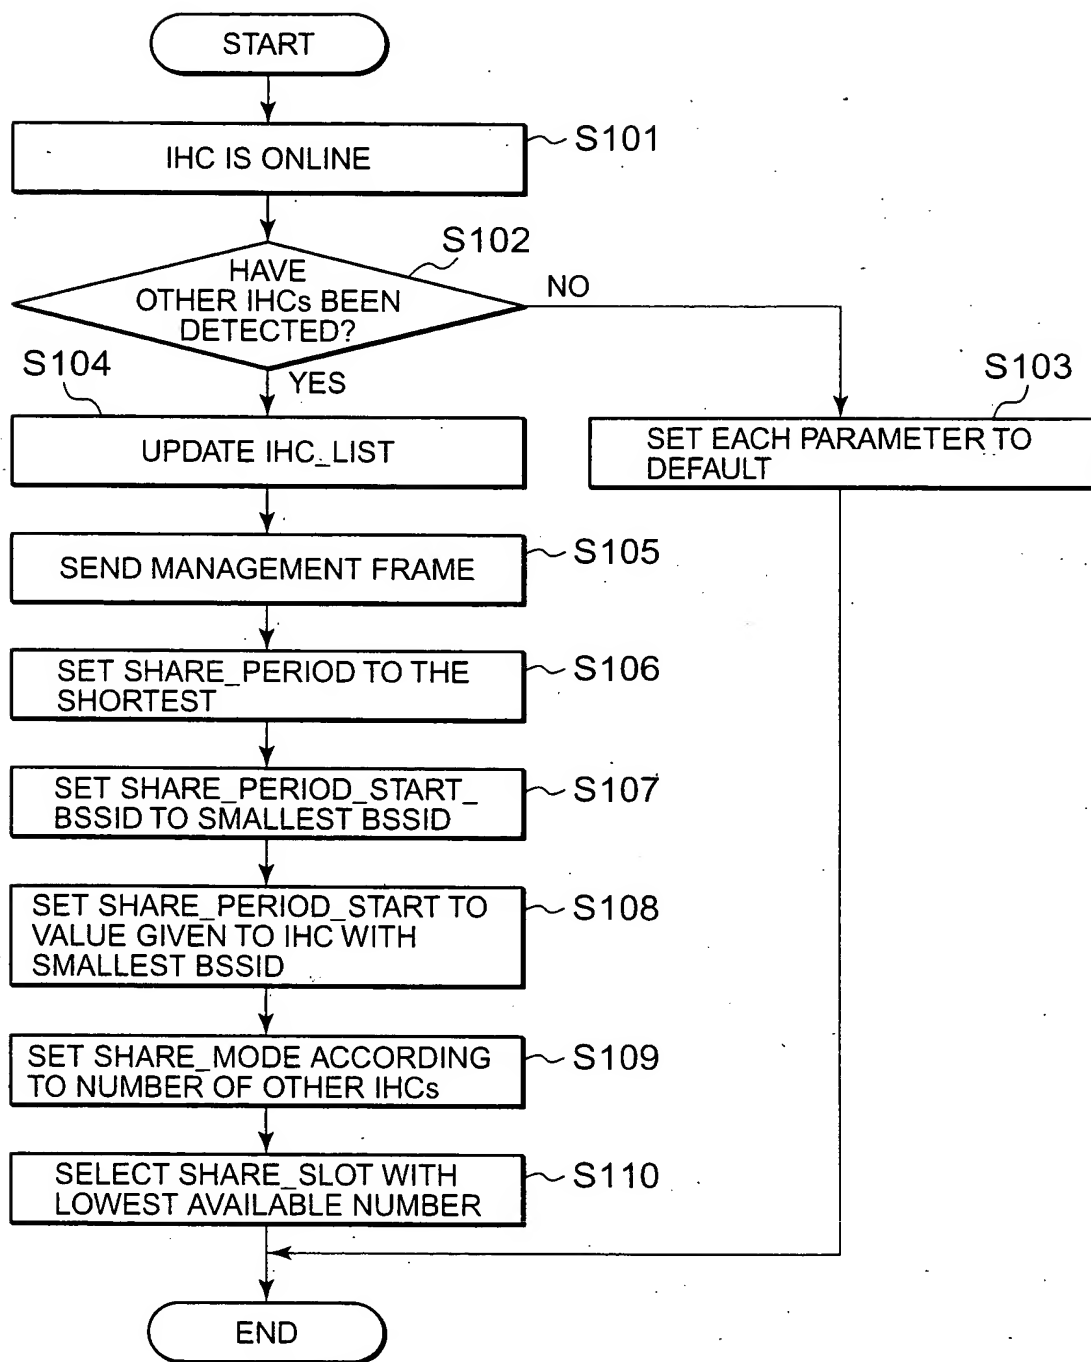 START
IHC IS ONLINE
S101
S102
HAVE
OTHER IHCs BEEN
DETECTED?
NO
YES
S104
S103
UPDATE IHC_LIST
SET EACH PARAMETER TO
DEFAULT
SEND MANAGEMENT FRAME
S105
SET SHARE_PERIOD TO THE
SHORTEST
S106
SET SHARE_PERIOD_START_
BSSID TO SMALLEST BSSID
S107
SET SHARE_PERIOD_START TO
VALUE GIVEN TO IHC WITH
SMALLEST BSSID
S108
SET SHARE_MODE ACCORDING
TO NUMBER OF OTHER IHCs
S109
SELECT SHARE_SLOT WITH
LOWEST AVAILABLE NUMBER
S110
END